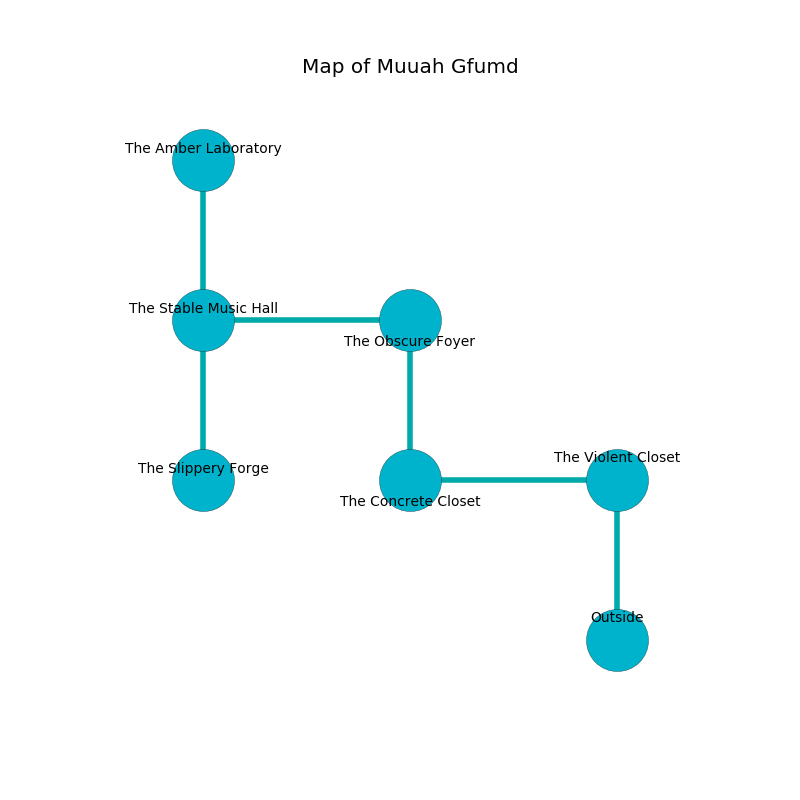 Map of Muuah Gfumd
The Amber Laboratory
The Stable Music Hall
The Obscure Foyer
The Violent Closet
The Slippery Forge
The Concrete Closet
Outside